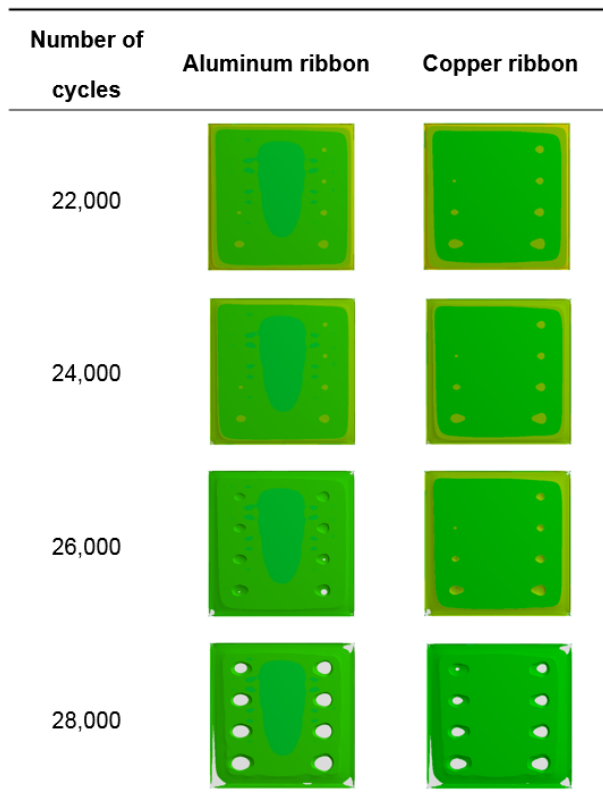 Number of
cycles
Aluminum ribbon
Copper ribbon
22,000
24,000
26,000
28,000